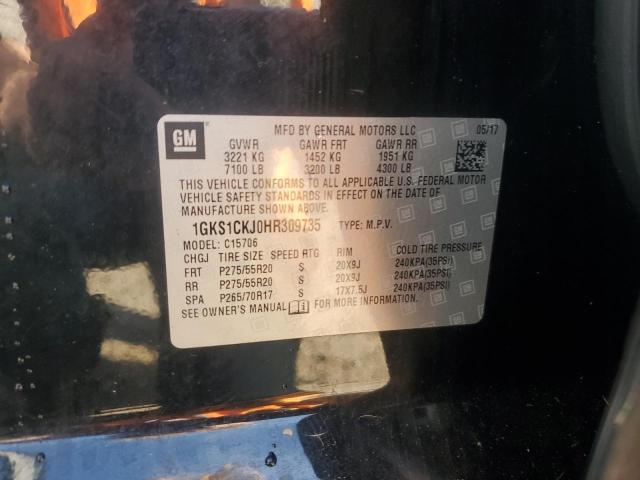 GM
MFD BY GENERAL MOTORS LLC 05/17
GVWR GAWR FRT GAWR RR
3221 KG 1452 KG 1951 KG
7100 LB 3200 LB 4300 LB
THIS VEHICLE CONFORMS TO ALL APPLICABLE U.S. FEDERAL MOTOR
VEHICLE SAFETY STANDARDS IN EFFECT ON THE DATE OF
MANUFACTURE SHOWN ABOVE.
1GKS1CKJ0HR309735 TYPE: M.P.V.
MODEL: C15706
CHGJ TIRE SIZE SPEED RTG RIM COLD TIRE PRESSURE
FRT P275/55R20 S 20X9J 240KPA(35PSI)
RR P275/55R20 S 20X9J 240KPA(35PSI)
SPA P265/70R17 S 17X7.5J 240KPA(35PSI)
SEE OWNER'S MANUAL FOR MORE INFORMATION